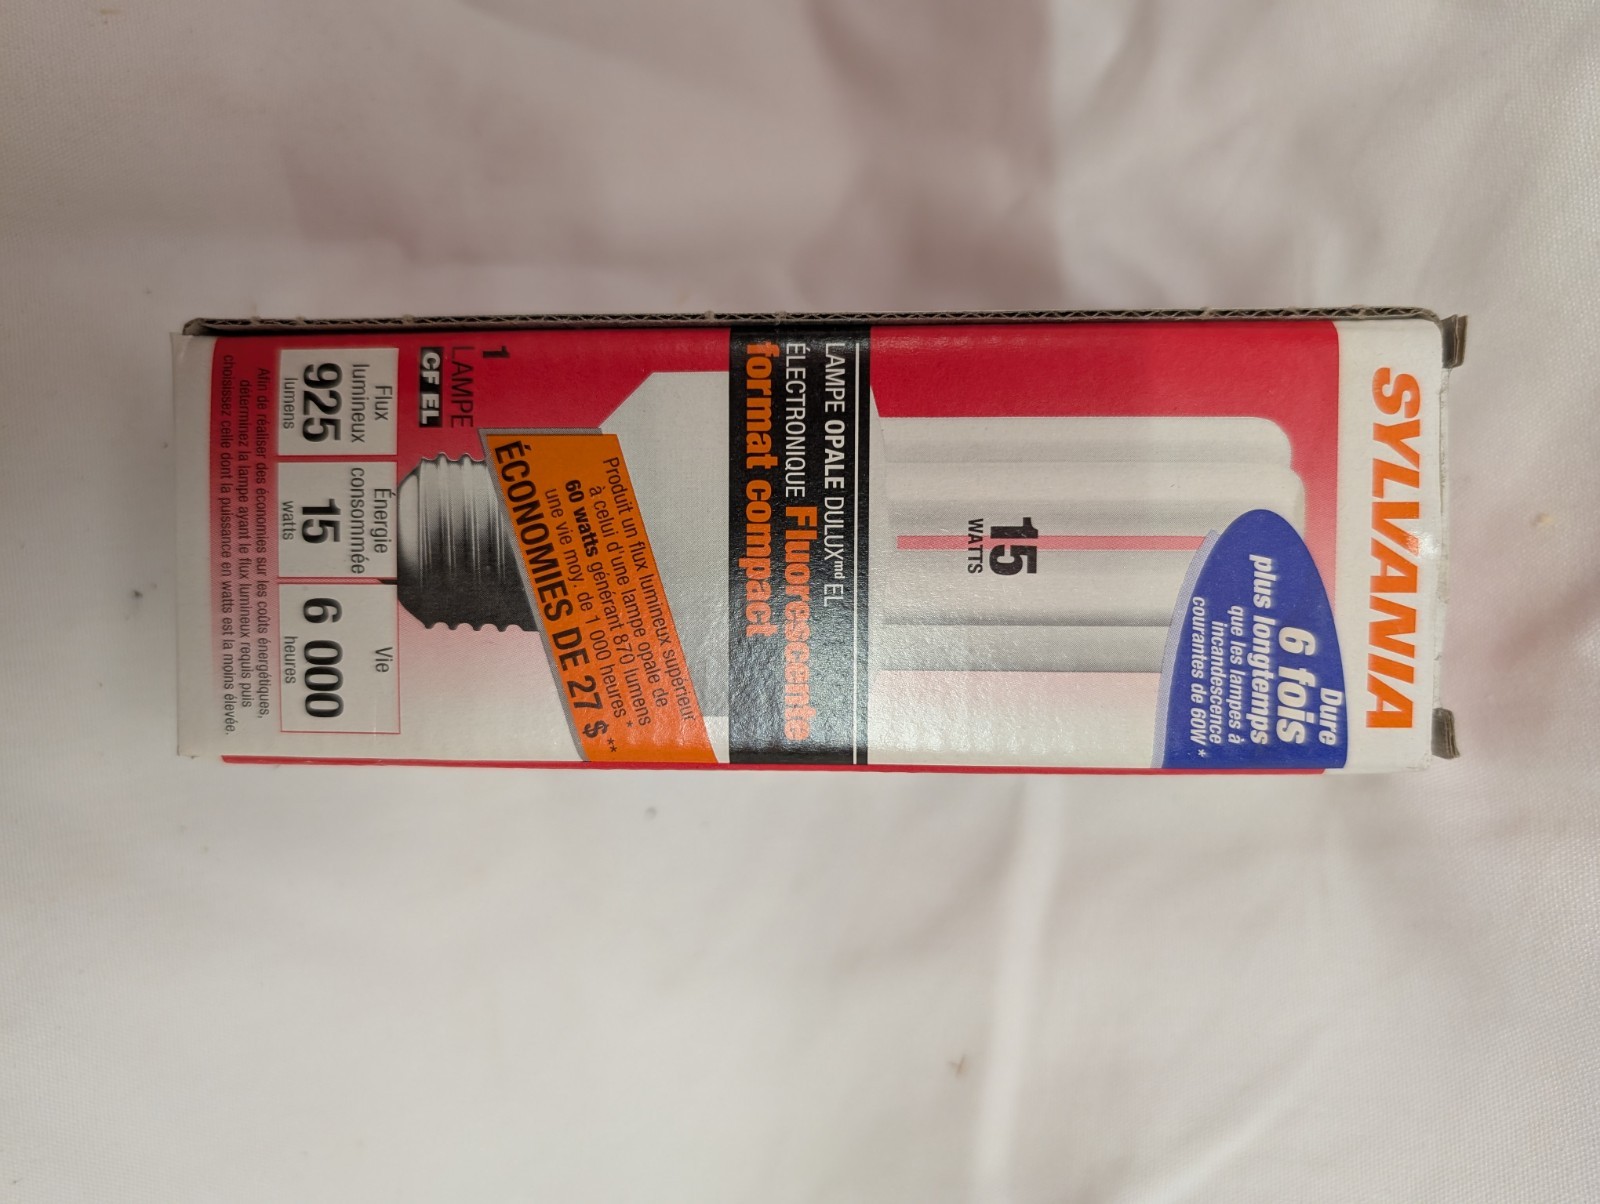 SYLVANIA
Dure
6 fois
plus longtemps
que les lampes à
incandescence
courantes de 60W*
15
WATTS
LAMPE OPALE DULUXmd EL
ÉLECTRONIQUE Fluorescente
format compact
Produit un flux lumineux supérieur
à celui d'une lampe opale de
60 watts générant 870 lumens
une vie moy. de 1 000 heures*
ÉCONOMIES DE 27 $**
1
LAMPE
CF EL
Flux
lumineux
925
lumens
Énergie
consommée
15
watts
Vie
6 000
heures
Afin de réaliser des économies sur les coûts énergétiques,
déterminez la lampe ayant le flux lumineux requis puis
choisissez celle dont la puissance en watts est la moins élevée.